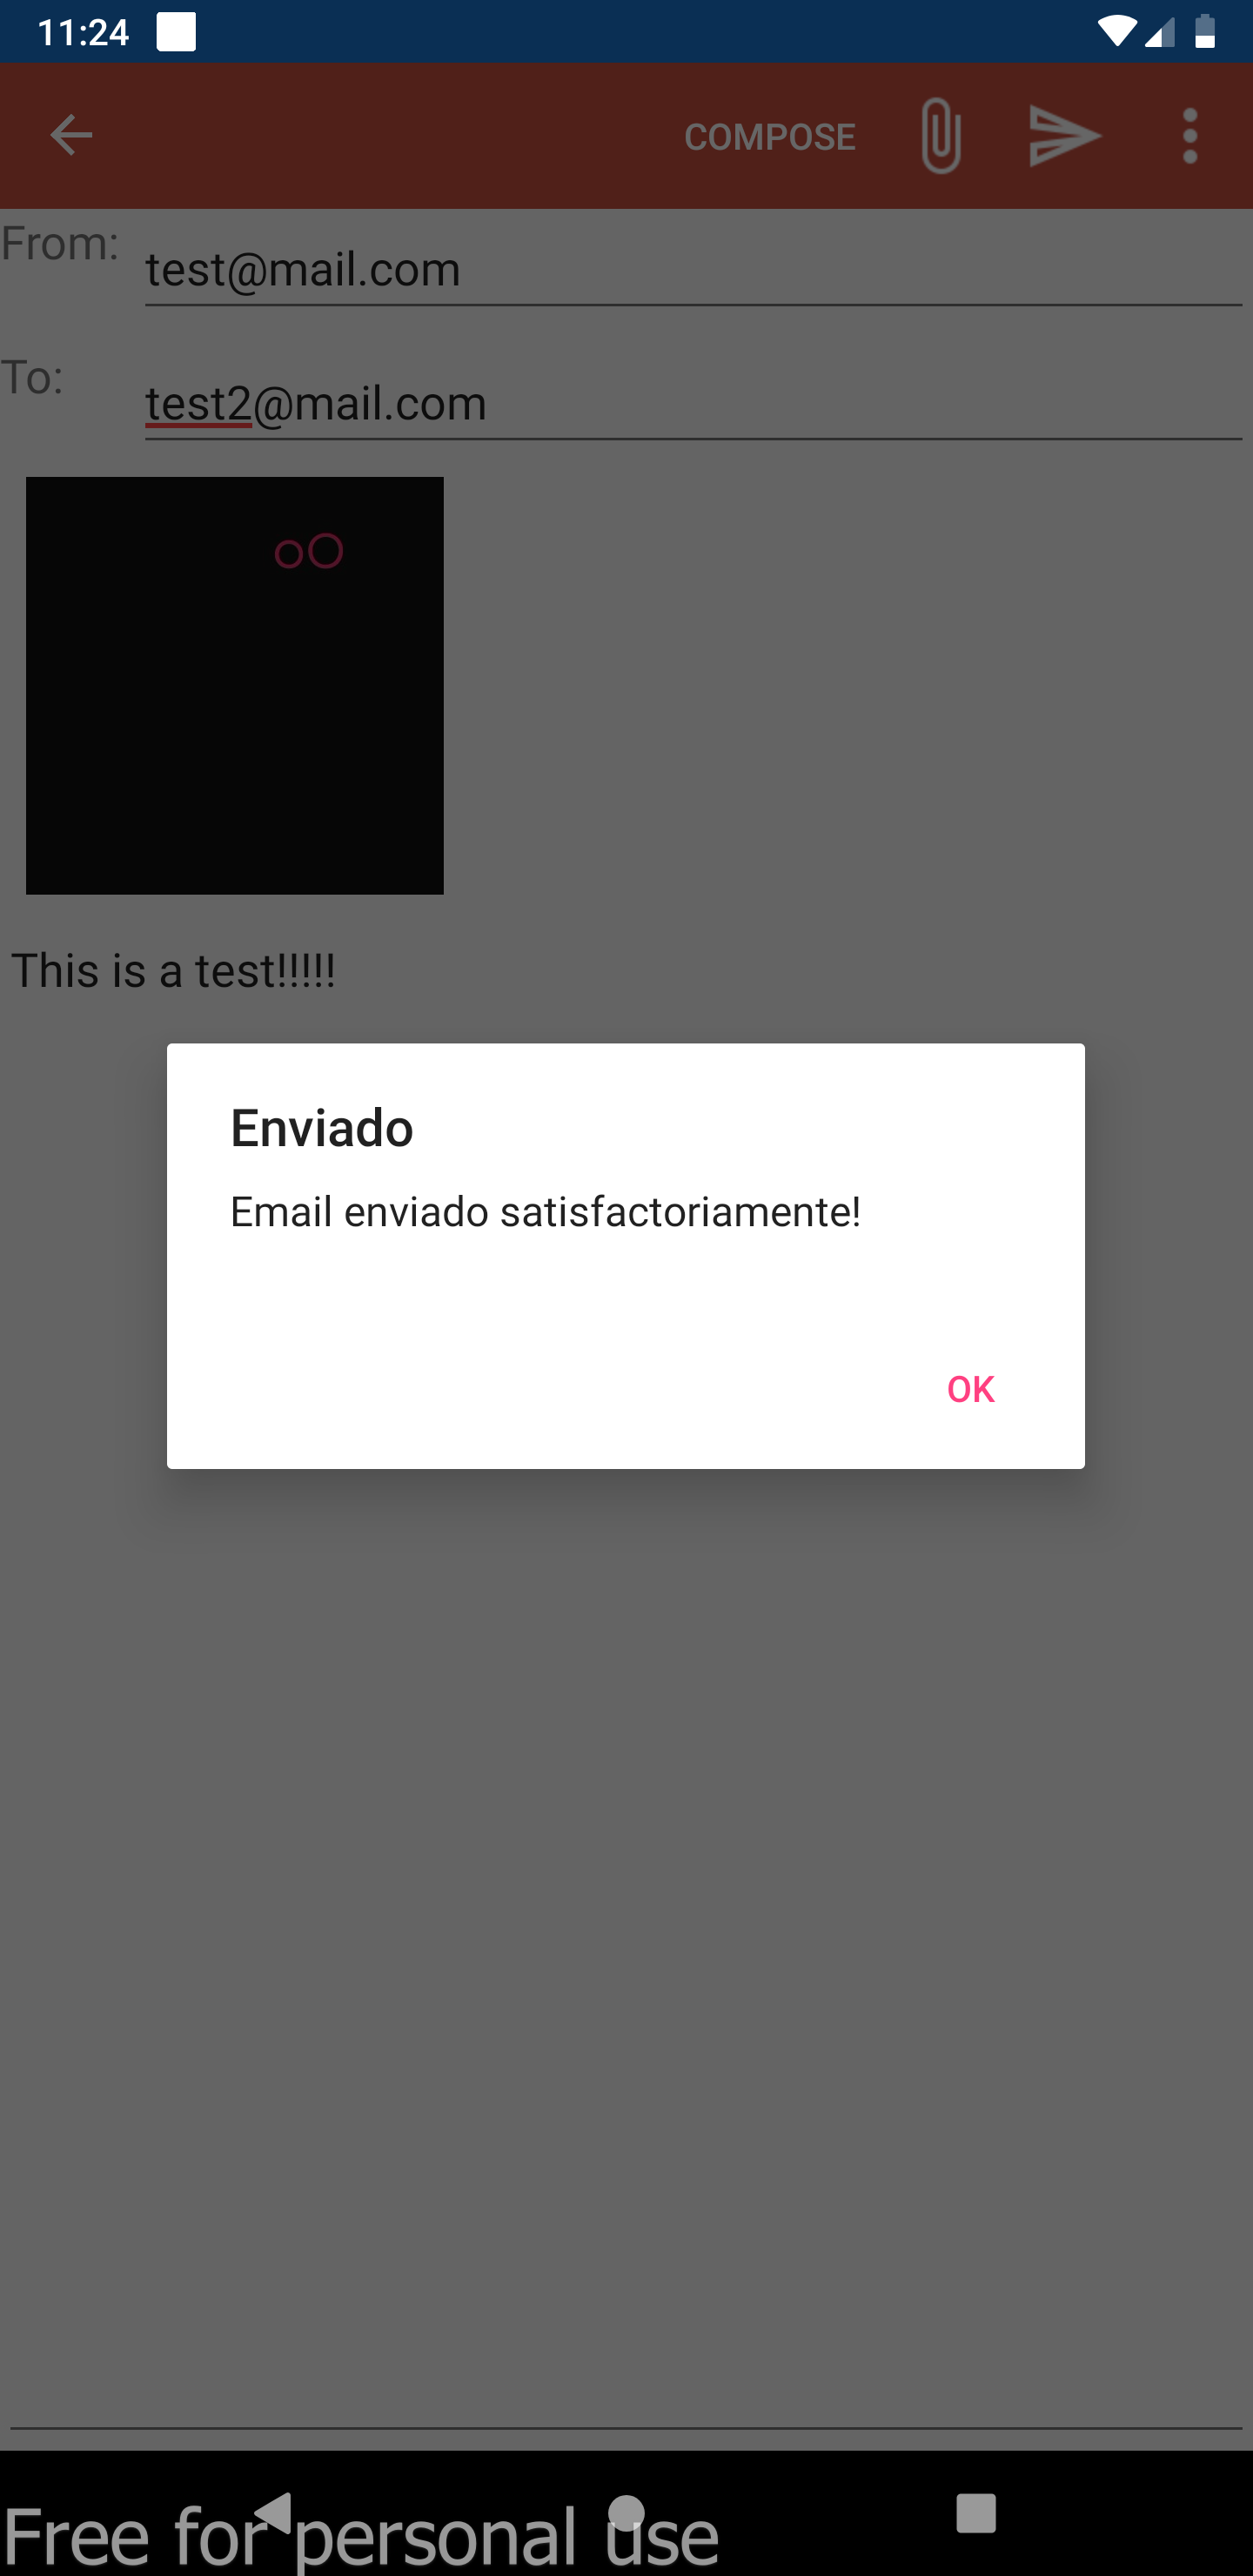 11:24
COMPOSE
From: test@mail.com
To: test2@mail.com
oO
This is a test!!!!!
Enviado
Email enviado satisfactoriamente!
OK
Free for personal use